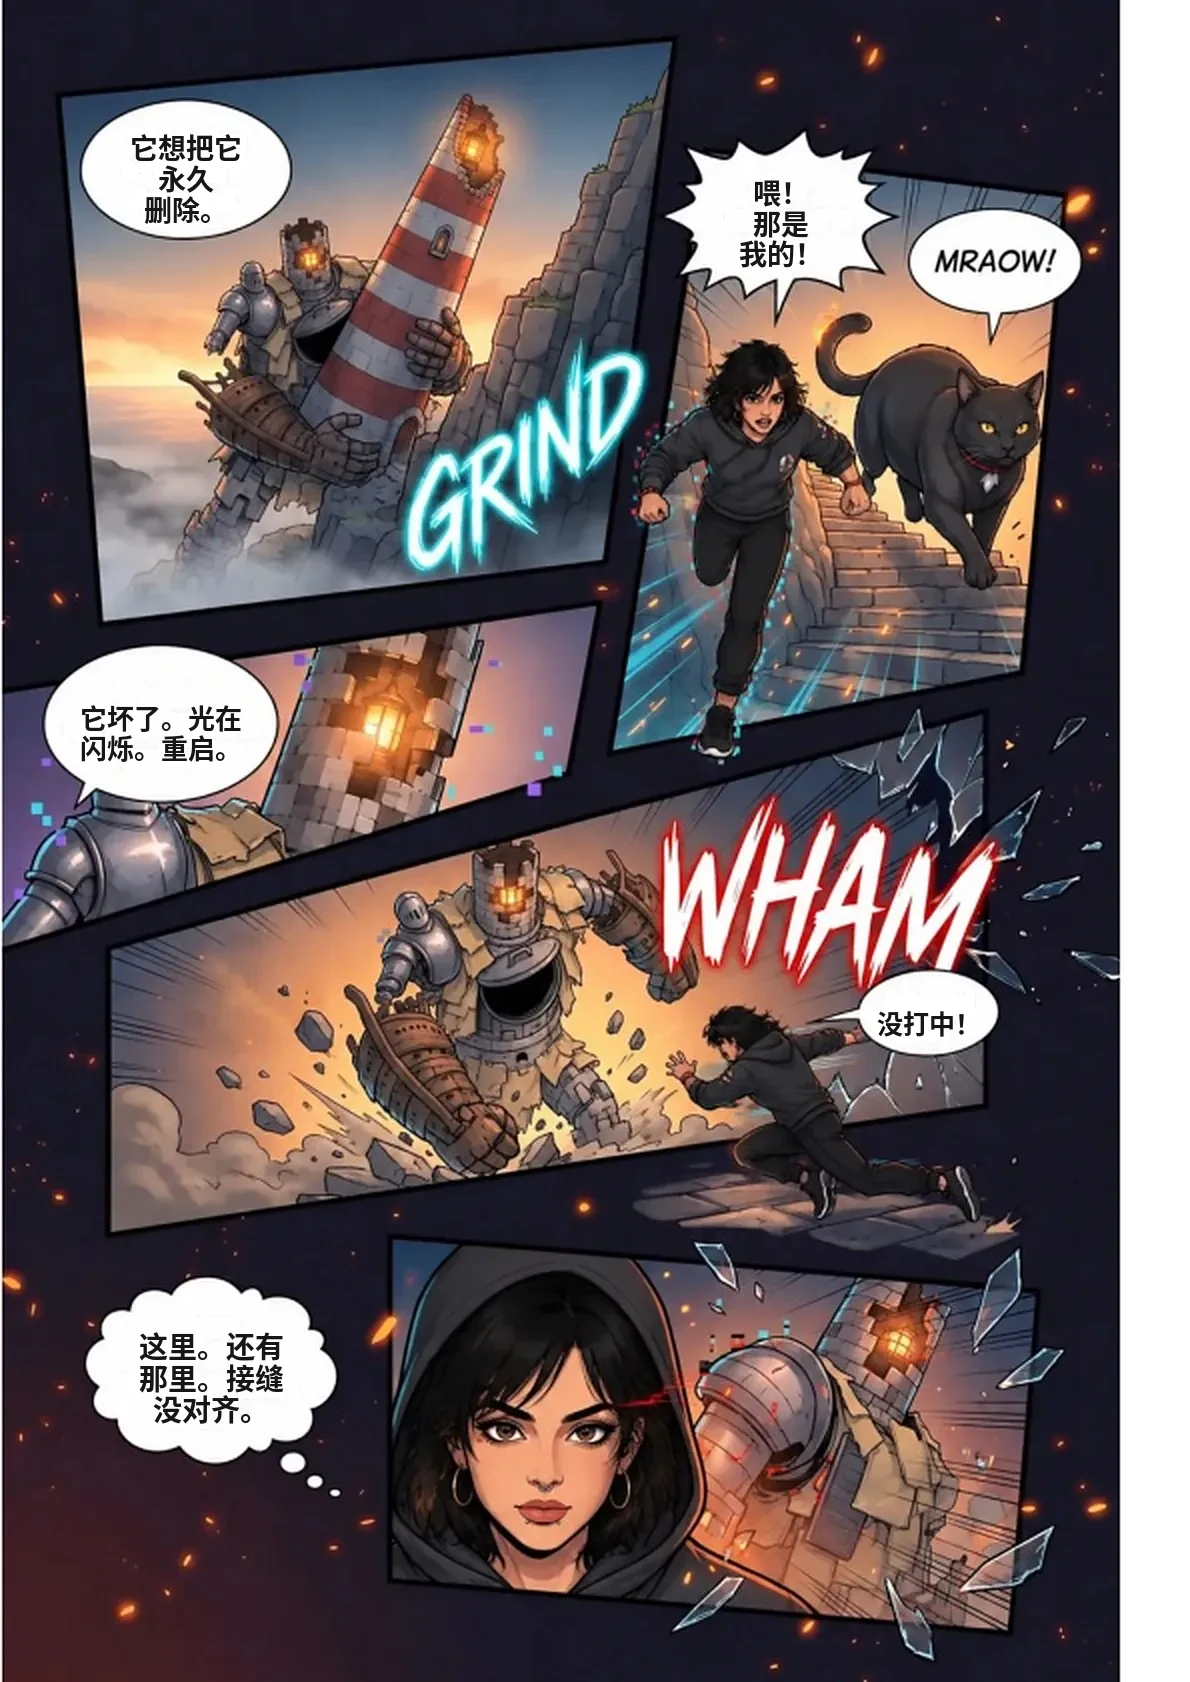 它想把它
永久
删除。
GRIND
喂!
那是
我的!
MRAOW!
它坏了。光在
闪烁。重启。
WHAM
没打中!
这里。还有
那里。接缝
没对齐。